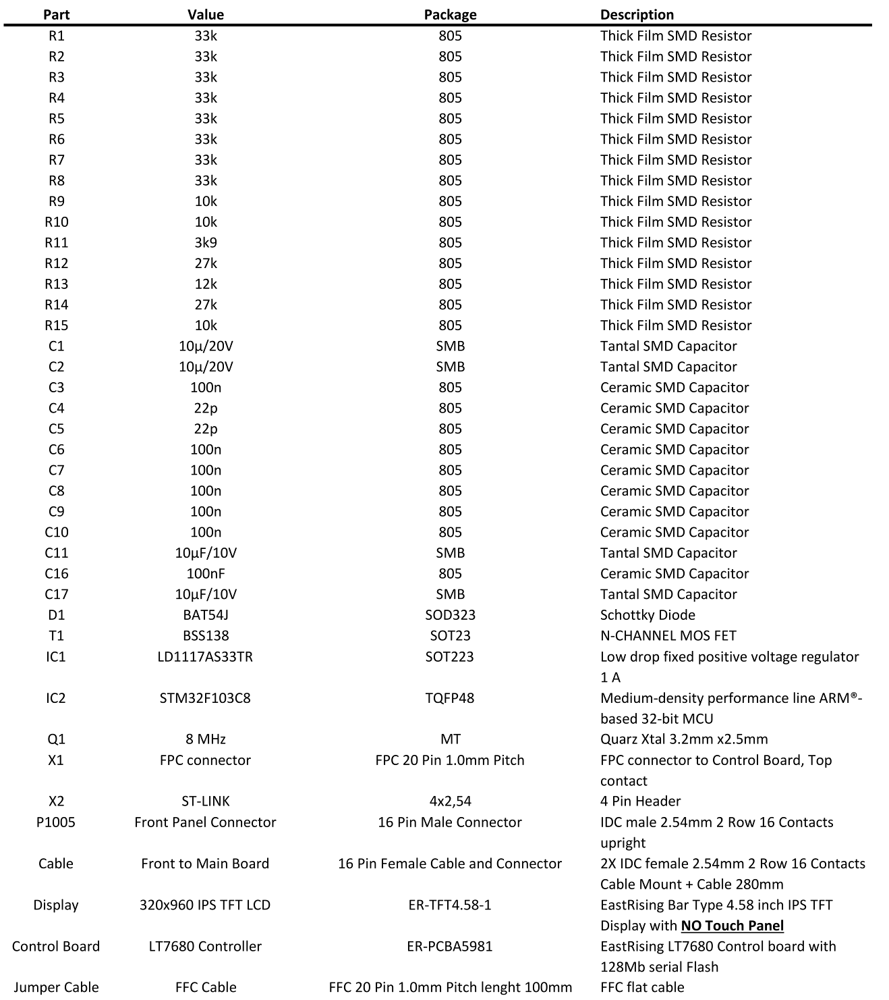 Part Value Package Description
R1 33k 805 Thick Film SMD Resistor
R2 33k 805 Thick Film SMD Resistor
R3 33k 805 Thick Film SMD Resistor
R4 33k 805 Thick Film SMD Resistor
R5 33k 805 Thick Film SMD Resistor
R6 33k 805 Thick Film SMD Resistor
R7 33k 805 Thick Film SMD Resistor
R8 33k 805 Thick Film SMD Resistor
R9 10k 805 Thick Film SMD Resistor
R10 10k 805 Thick Film SMD Resistor
R11 3k9 805 Thick Film SMD Resistor
R12 27k 805 Thick Film SMD Resistor
R13 12k 805 Thick Film SMD Resistor
R14 27k 805 Thick Film SMD Resistor
R15 10k 805 Thick Film SMD Resistor
C1 10µ/20V SMB Tantal SMD Capacitor
C2 10µ/20V SMB Tantal SMD Capacitor
C3 100n 805 Ceramic SMD Capacitor
C4 22p 805 Ceramic SMD Capacitor
C5 22p 805 Ceramic SMD Capacitor
C6 100n 805 Ceramic SMD Capacitor
C7 100n 805 Ceramic SMD Capacitor
C8 100n 805 Ceramic SMD Capacitor
C9 100n 805 Ceramic SMD Capacitor
C10 100n 805 Ceramic SMD Capacitor
C11 10µF/10V SMB Tantal SMD Capacitor
C16 100nF 805 Ceramic SMD Capacitor
C17 10µF/10V SMB Tantal SMD Capacitor
D1 BAT54J SOD323 Schottky Diode
T1 BSS138 SOT23 N-CHANNEL MOS FET
IC1 LD1117AS33TR SOT223 Low drop fixed positive voltage regulator
1 A
IC2 STM32F103C8 TQFP48 Medium-density performance line ARM®-
based 32-bit MCU
Q1 8 MHz MT Quarz Xtal 3.2mm x2.5mm
X1 FPC connector FPC 20 Pin 1.0mm Pitch FPC connector to Control Board, Top
contact
X2 ST-LINK 4x2,54 4 Pin Header
P1005 Front Panel Connector 16 Pin Male Connector IDC male 2.54mm 2 Row 16 Contacts
upright
Cable Front to Main Board 16 Pin Female Cable and Connector 2X IDC female 2.54mm 2 Row 16 Contacts
Cable Mount + Cable 280mm
Display 320x960 IPS TFT LCD ER-TFT4.58-1 EastRising Bar Type 4.58 inch IPS TFT
Display with NO Touch Panel
Control Board LT7680 Controller ER-PCBA5981 EastRising LT7680 Control board with
128Mb serial Flash
Jumper Cable FFC Cable FFC 20 Pin 1.0mm Pitch lenght 100mm FFC flat cable